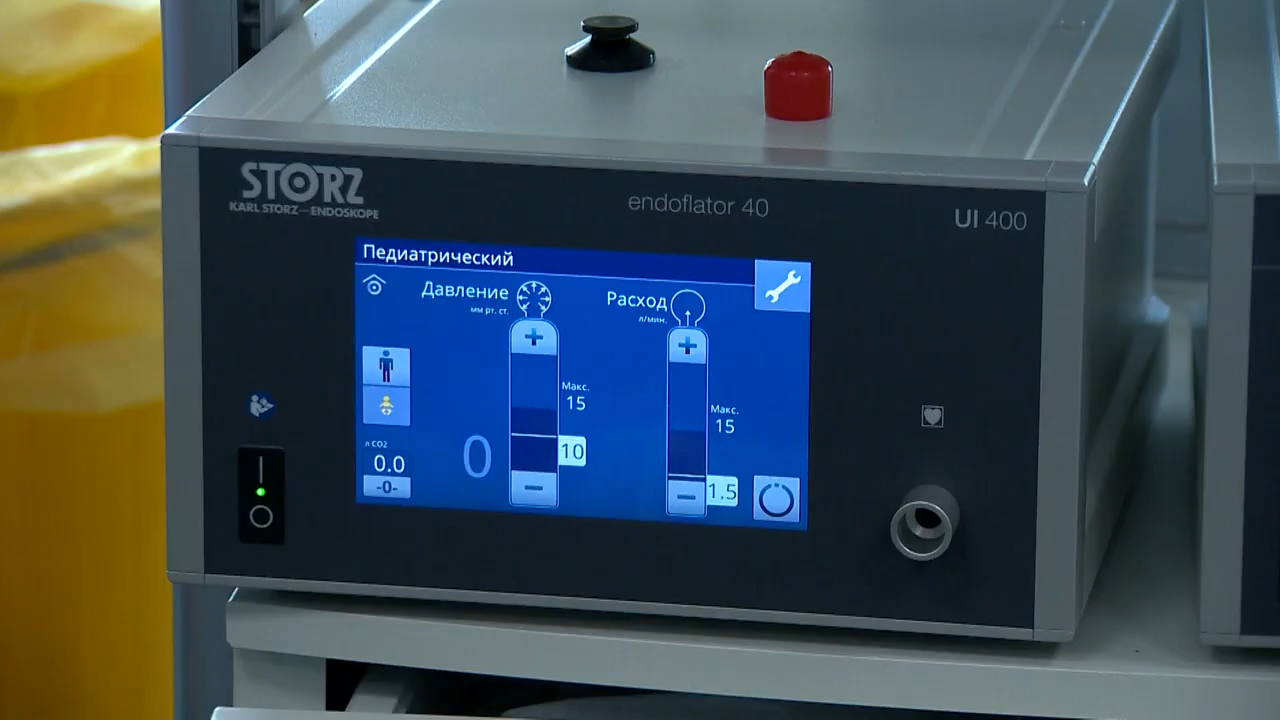 STORZ
KARL STORZ—ENDOSKOPE
endoflator 40
UI 400
Педиатрический
Давление
мм рт. ст.
Расход
л/мин.
Макс.
15
Макс.
15
10
0
1.5
л CO2
0.0
-0-